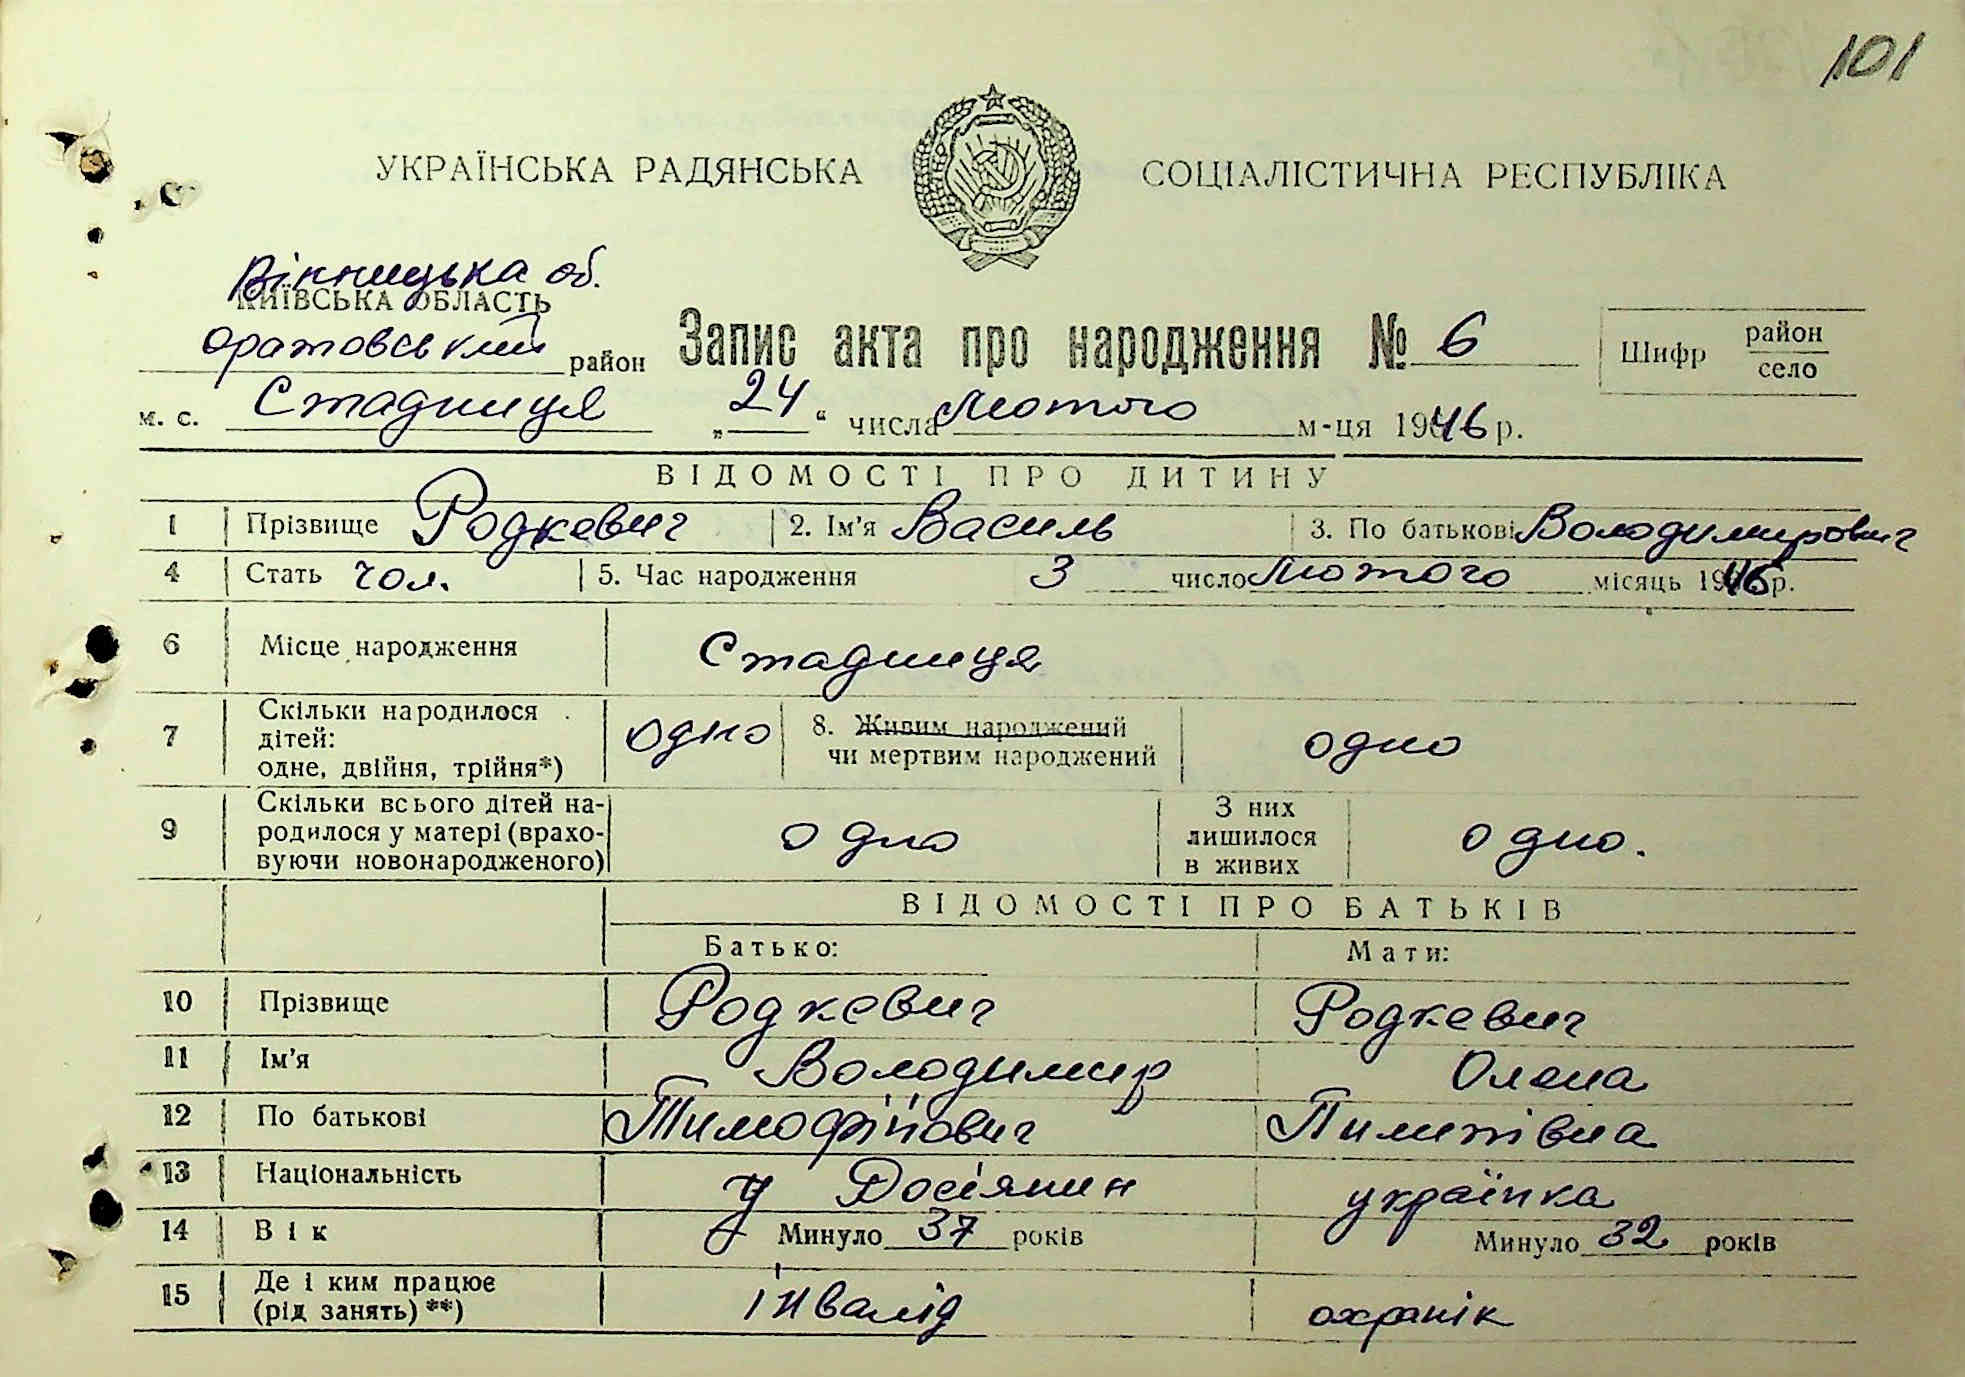 101
УКРАЇНСЬКА РАДЯНСЬКА СОЦІАЛІСТИЧНА РЕСПУБЛІКА
Вінницька об.
КИЇВСЬКА ОБЛАСТЬ
Оратовський район Запис акта про народження № 6 Шифр район село
м. с. Стадниця „24“ числа Лютого м-ця 1946 р.
ВІДОМОСТІ ПРО ДИТИНУ
1 Прізвище Родкевич 2. Ім'я Василь 3. По батькові Володимирович
4 Стать чол. 5. Час народження 3 число Лютого місяць 1946 р.
6 Місце народження Стадниця
7 Скільки народилося дітей: одне, двійня, трійня*) одно 8. Живим народжений чи мертвим народжений одно
9 Скільки всього дітей народилося у матері (враховуючи новонародженого) одно З них лишилося в живих одно.
ВІДОМОСТІ ПРО БАТЬКІВ
Батько: Мати:
10 Прізвище Родкевич Родкевич
11 Ім'я Володимир Олена
12 По батькові Тимофійович Пилипівна
13 Національність росіянин українка
14 Вік Минуло 37 років Минуло 32 років
15 Де і ким працює (рід занять) **) інвалід охранік